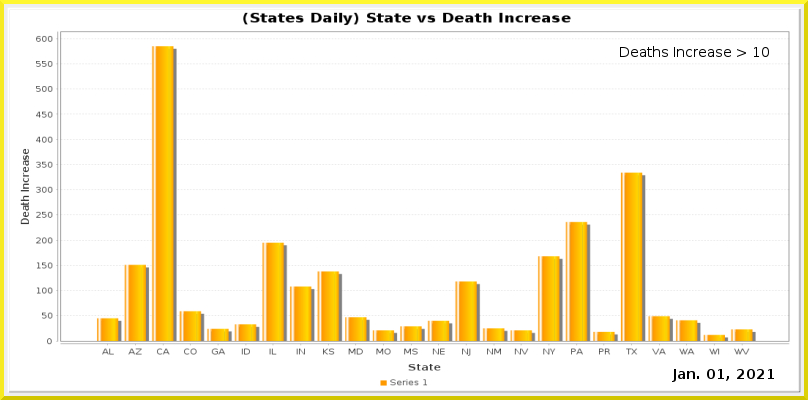 (States Daily) State vs Death Increase
Deaths Increase > 10
600
550
500
450
400
350
300
250
200
150
100
50
0
Death Increase
AL AZ CA CO GA ID IL IN KS MD MO MS NE NJ NM NV NY PA PR TX VA WA WI WV
State
Series 1
Jan. 01, 2021